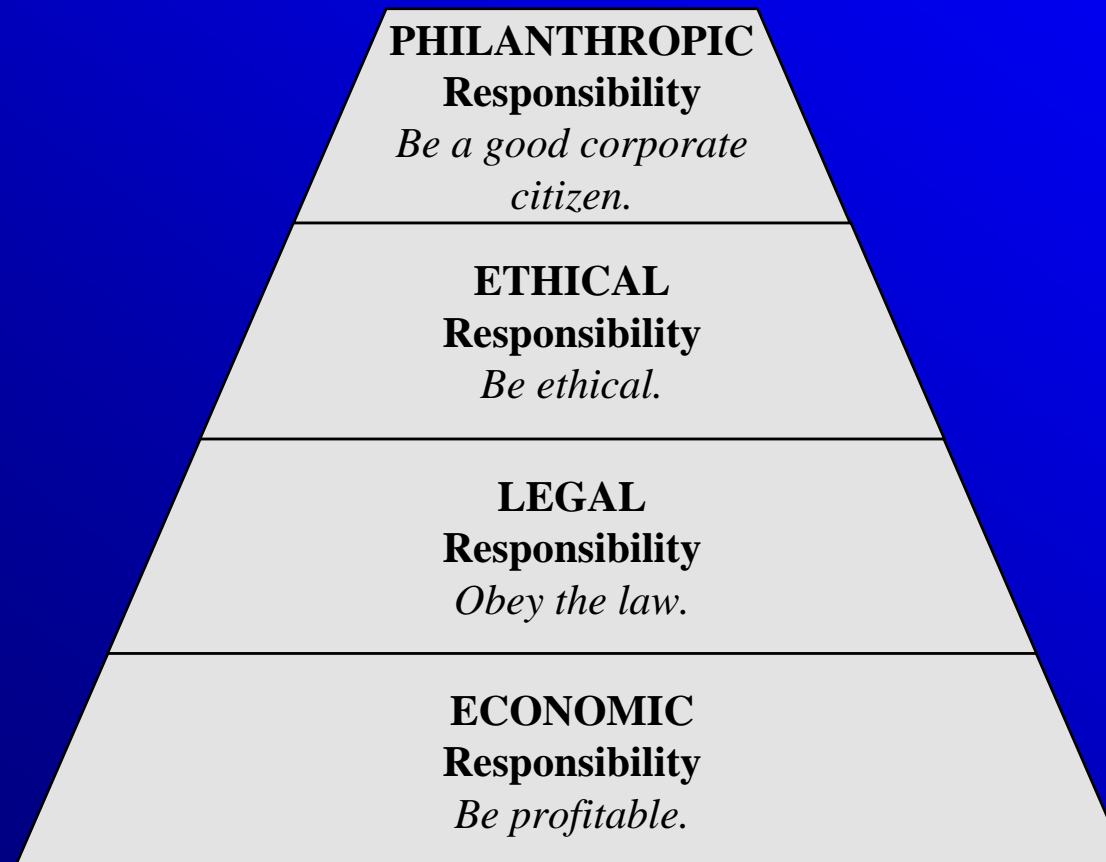 PHILANTHROPIC
Responsibility
Be a good corporate
citizen.
ETHICAL
Responsibility
Be ethical.
LEGAL
Responsibility
Obey the law.
ECONOMIC
Responsibility
Be profitable.